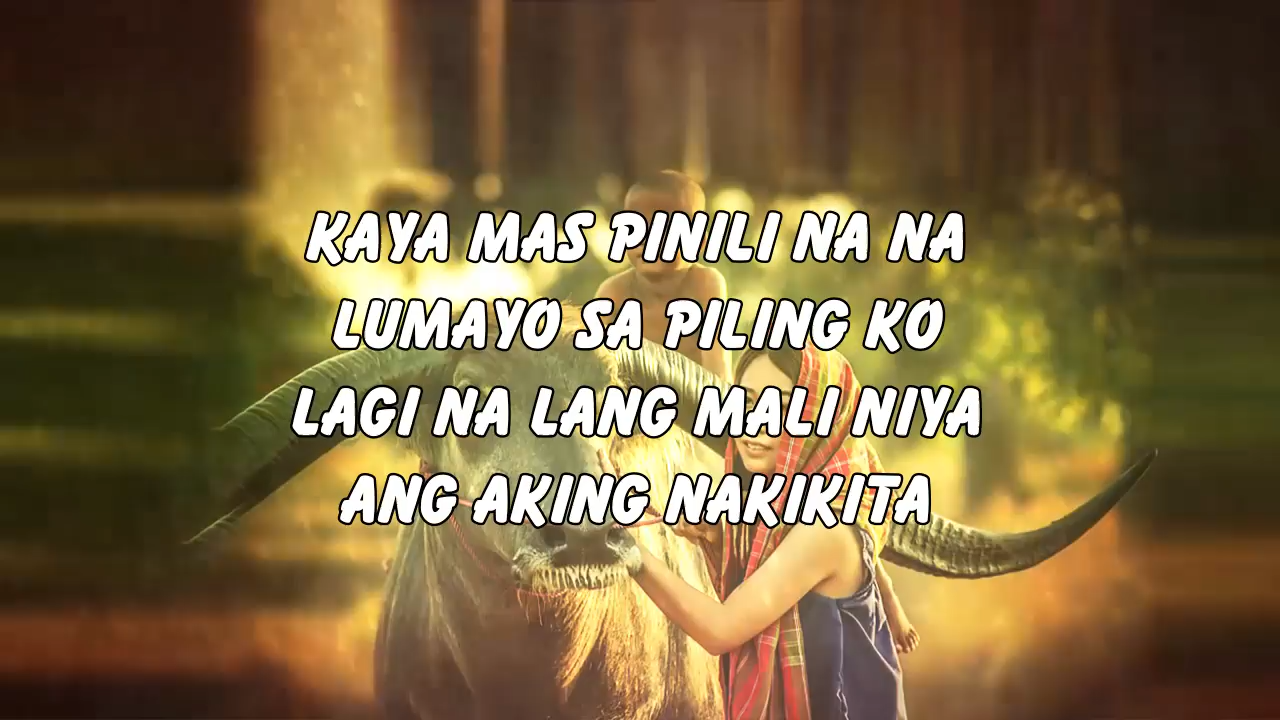 KAYA MAS PINILI NA NA
LUMAYO SA PILING KO
LAGI NA LANG MALI NIYA
ANG AKING NAKIKITA